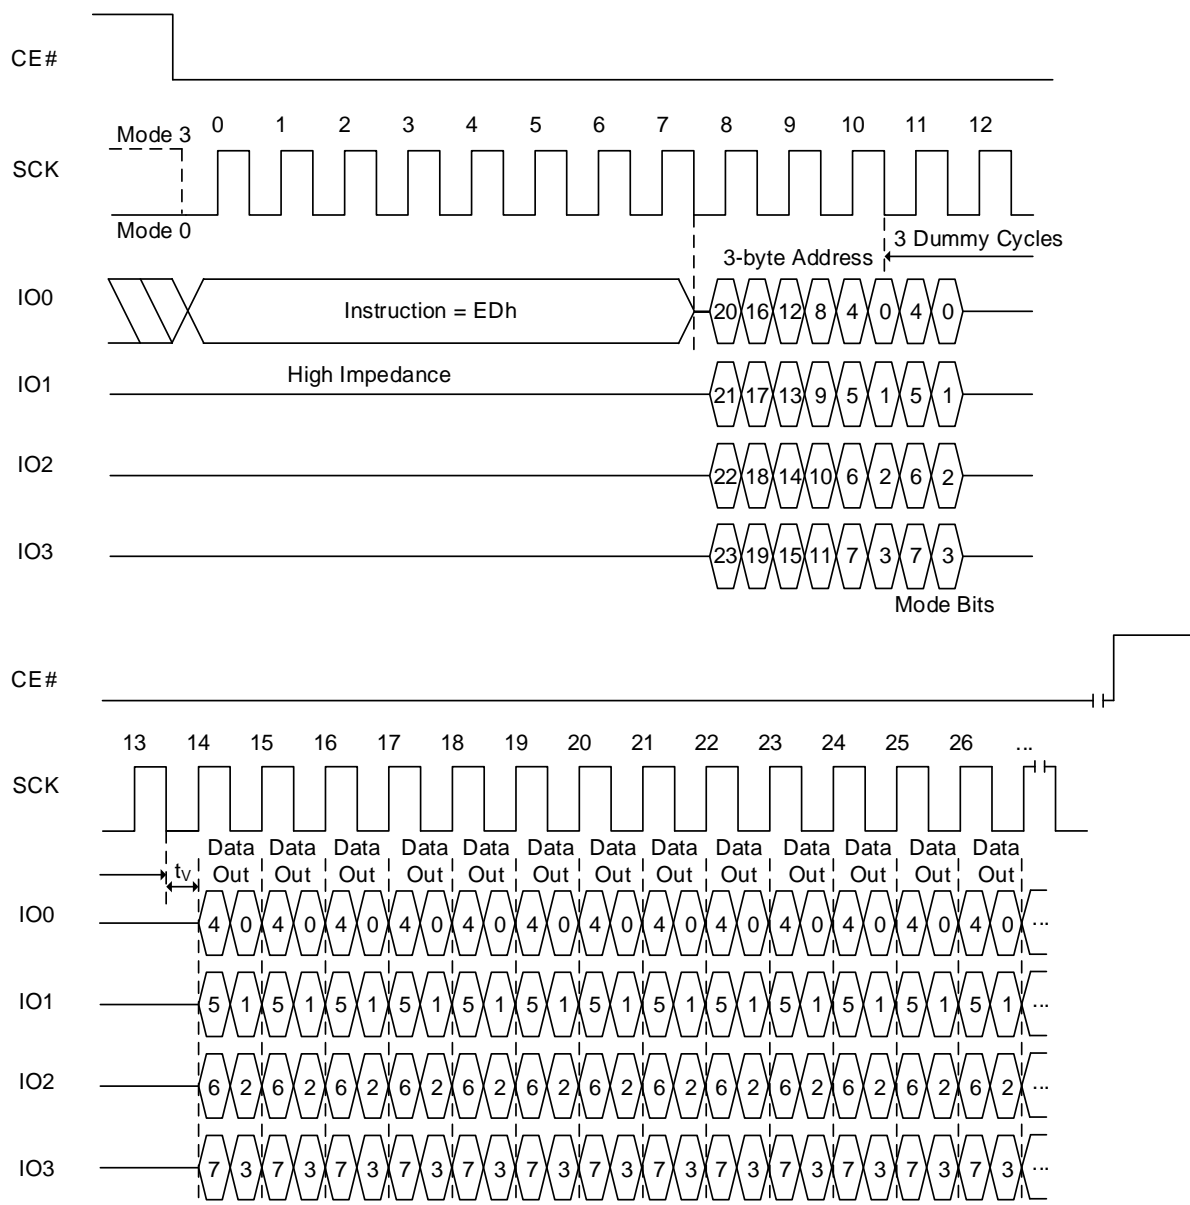 CE#
Mode 3 0 1 2 3 4 5 6 7 8 9 10 11 12
SCK
Mode 0
3-byte Address 3 Dummy Cycles
IO0 Instruction = EDh 20 16 12 8 4 0 4 0
IO1 High Impedance 21 17 13 9 5 1 5 1
IO2 22 18 14 10 6 2 6 2
IO3 23 19 15 11 7 3 7 3
Mode Bits
CE#
13 14 15 16 17 18 19 20 21 22 23 24 25 26 ...
SCK
Data Data Data Data Data Data Data Data Data Data Data Data Data
tV Out Out Out Out Out Out Out Out Out Out Out Out Out
IO0 4 0 4 0 4 0 4 0 4 0 4 0 4 0 4 0 4 0 4 0 4 0 4 0 4 0 ...
IO1 5 1 5 1 5 1 5 1 5 1 5 1 5 1 5 1 5 1 5 1 5 1 5 1 5 1 ...
IO2 6 2 6 2 6 2 6 2 6 2 6 2 6 2 6 2 6 2 6 2 6 2 6 2 6 2 ...
IO3 7 3 7 3 7 3 7 3 7 3 7 3 7 3 7 3 7 3 7 3 7 3 7 3 7 3 ...